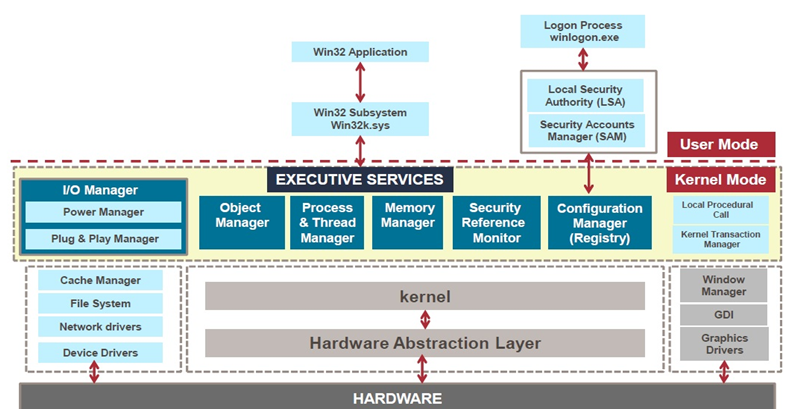 Logon Process
winlogon.exe
Win32 Application
Local Security
Authority (LSA)
Win32 Subsystem
Win32k.sys
Security Accounts
Manager (SAM)
User Mode
EXECUTIVE SERVICES
Kernel Mode
I/O Manager
Power Manager
Plug & Play Manager
Object
Manager
Process
& Thread
Manager
Memory
Manager
Security
Reference
Monitor
Configuration
Manager
(Registry)
Local Procedural
Call
Kernel Transaction
Manager
Cache Manager
File System
Network drivers
Device Drivers
kernel
Hardware Abstraction Layer
Window
Manager
GDI
Graphics
Drivers
HARDWARE